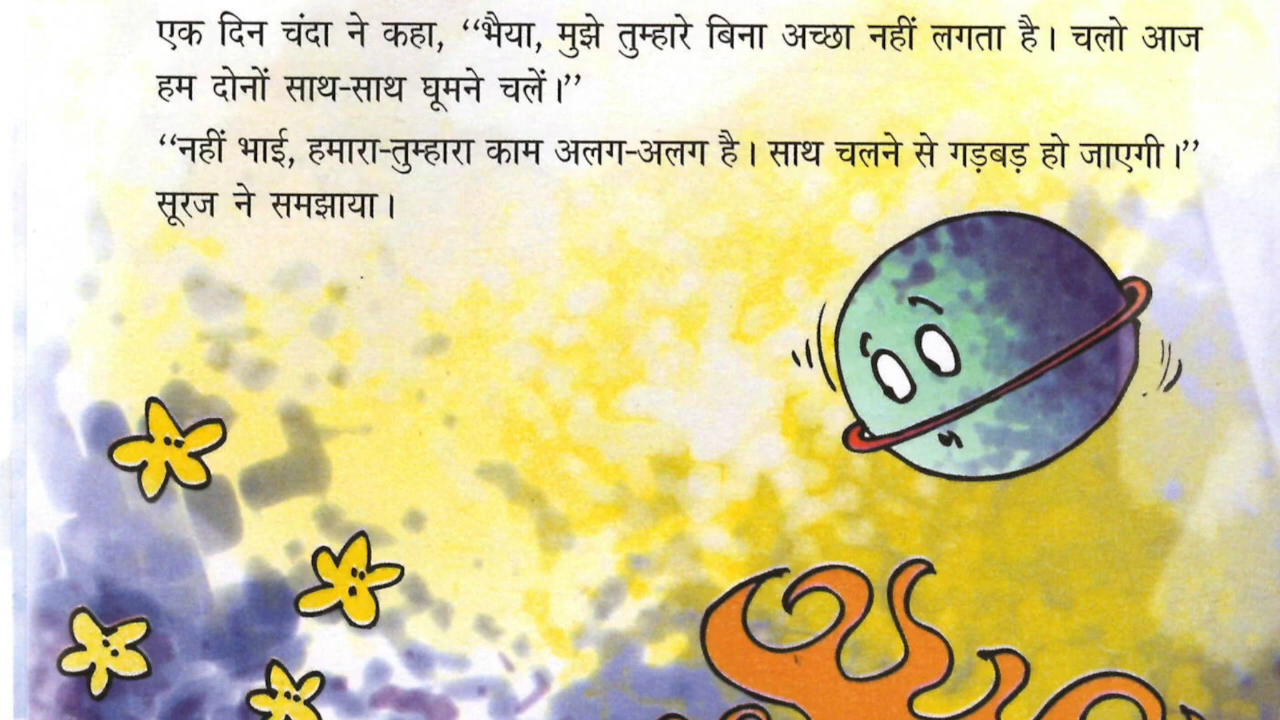 एक दिन चंदा ने कहा, “भैया, मुझे तुम्हारे बिना अच्छा नहीं लगता है। चलो आज
हम दोनों साथ-साथ घूमने चलें।”
“नहीं भाई, हमारा-तुम्हारा काम अलग-अलग है। साथ चलने से गड़बड़ हो जाएगी।”
सूरज ने समझाया।